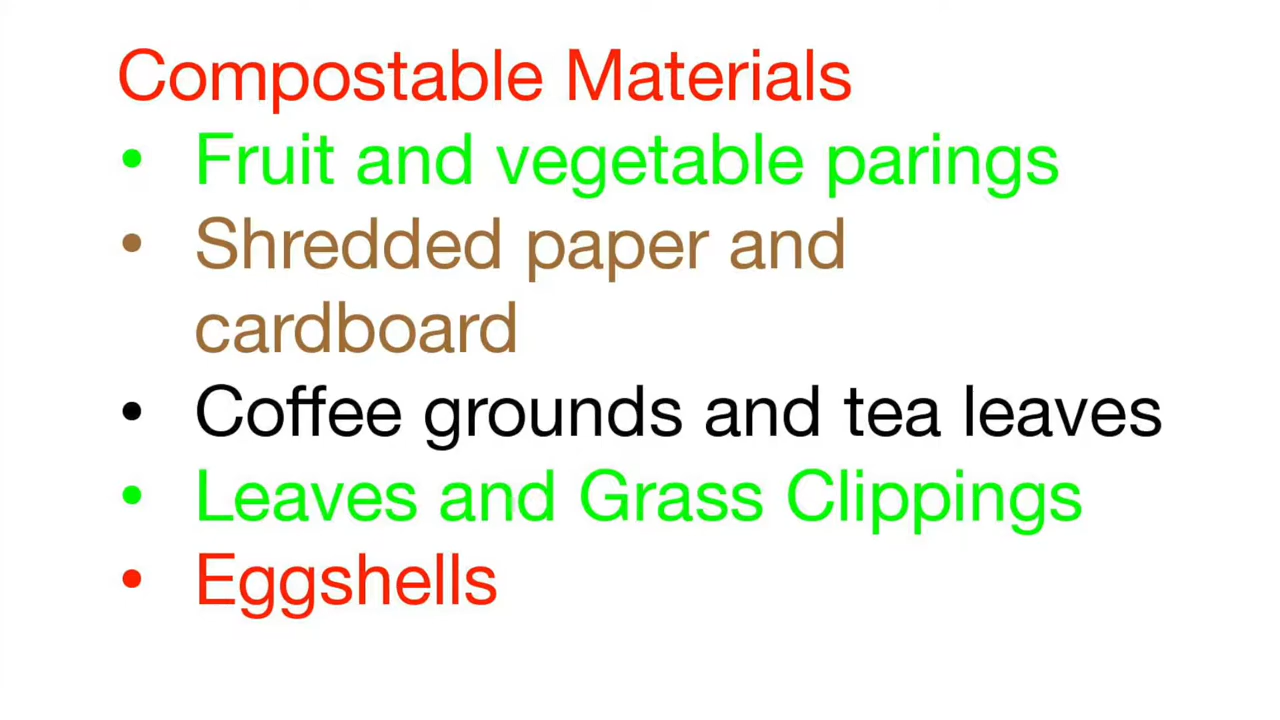 Compostable Materials
• Fruit and vegetable parings
• Shredded paper and
cardboard
• Coffee grounds and tea leaves
• Leaves and Grass Clippings
• Eggshells